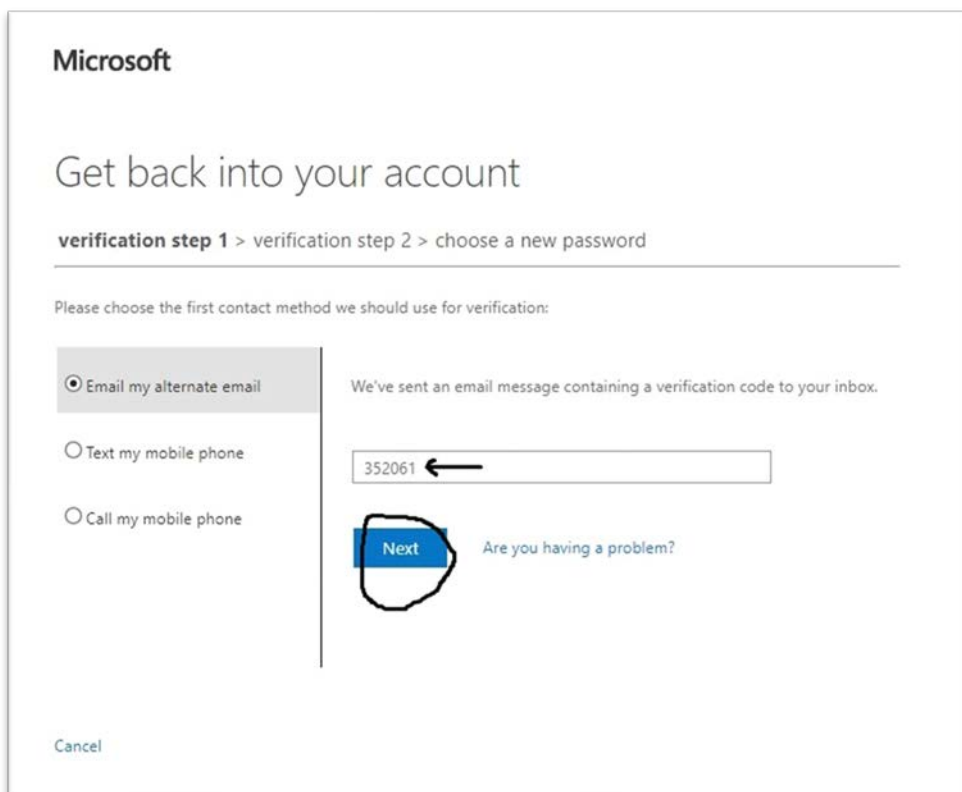 Microsoft
Get back into your account
verification step 1 > verification step 2 > choose a new password
Please choose the first contact method we should use for verification:
Email my alternate email
We've sent an email message containing a verification code to your inbox.
Text my mobile phone
352061
Call my mobile phone
Next
Are you having a problem?
Cancel